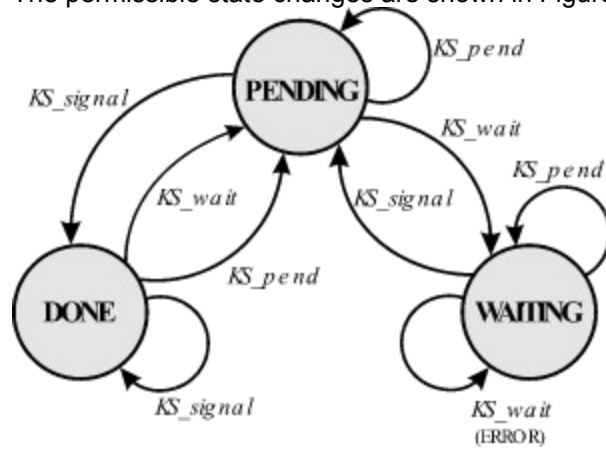 The permissible state changes are shown in Figure
KS_pend
PENDING
KS_signal
KS_wait
KS_pend
KS_wait
KS_signal
KS_pend
DONE
WAITING
KS_signal
KS_wait
(ERROR)